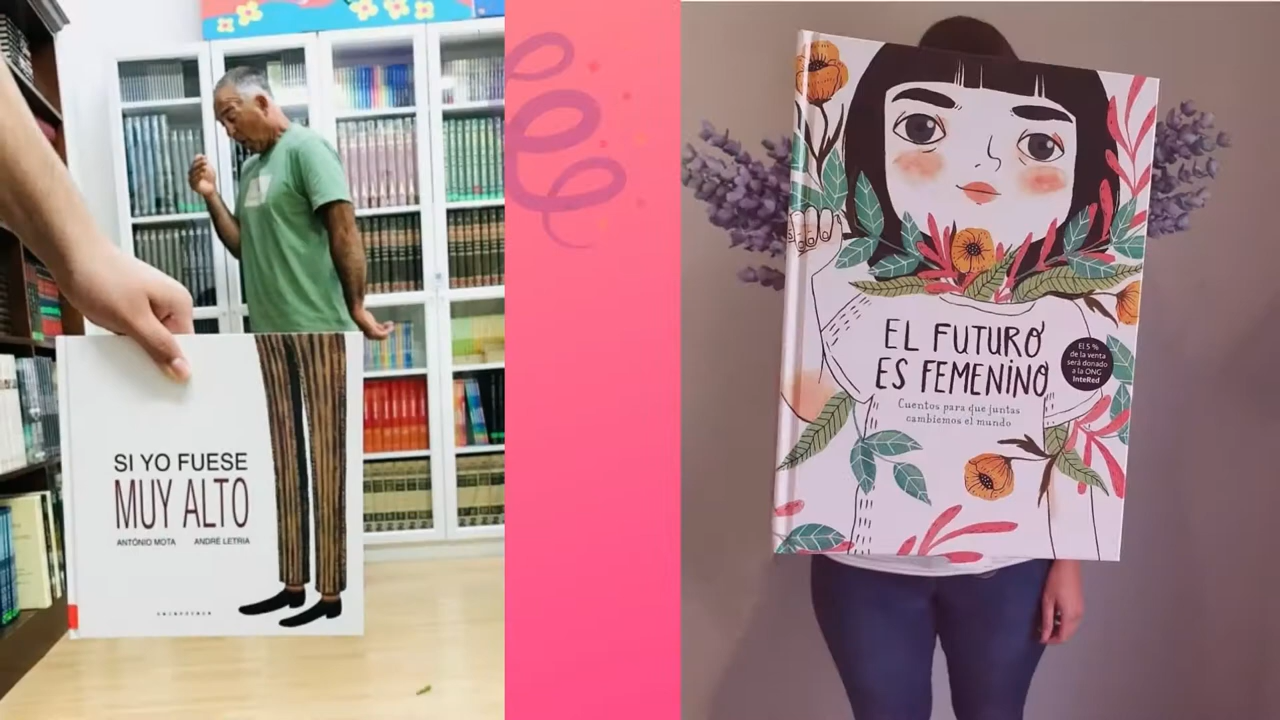 SI YO FUESE
MUY ALTO
ANTÓNIO MOTA ANDRÉ LETRIA
EL FUTURO
ES FEMENINO
Cuentos para que juntas
cambiemos el mundo
El 5 %
de la venta
será donado
a la ONG
InteRed